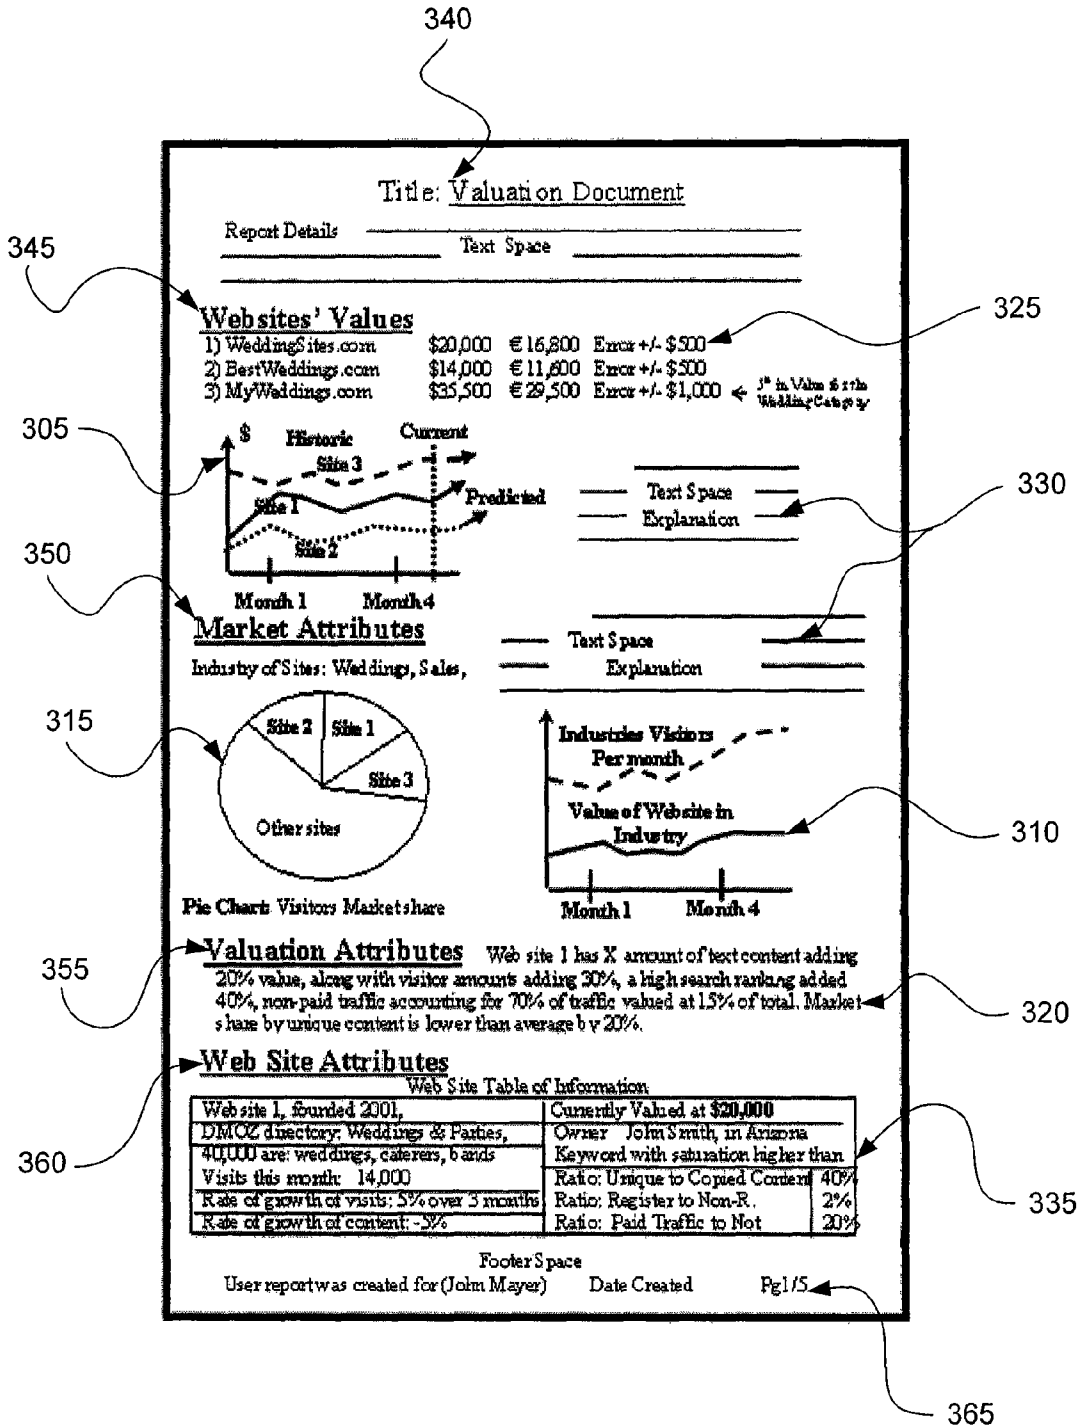 340
Title: Valuation Document
Report Details
Text Space
345
Websites' Values
325
1) WeddingSites.com $20,000 € 16,800 Error +/- $500
2) BestWeddings.com $14,000 € 11,600 Error +/- $500
3) MyWeddings.com $35,500 € 29,500 Error +/- $1,000
in Value for the
Wedding Category
305
$ Historic Current
Site 3
Site 1
Predicted
Site 2
Month 1 Month 4
Text Space
Explanation
330
350
Market Attributes
Industry of Sites: Weddings, Sales,
Text Space
Explanation
315
Site 2 Site 1
Site 3
Other sites
Pie Chart: Visitors Marketshare
Industries Visitors
Per month
Value of Website in
Industry
310
Month 1 Month 4
355
Valuation Attributes Web site 1 has X amount of text content adding
20% value, along with visitor amounts adding 30%, a high search ranking added
40%, non-paid traffic accounting for 70% of traffic valued at 15% of total. Market
share by unique content is lower than average by 20%.
320
360
Web Site Attributes
Web Site Table of Information
Web site 1, founded 2001, Currently Valued at $20,000
DMOZ directory: Weddings & Parties, Owner John Smith, in Arizona
40,000 are: weddings, caterers, bands Keyword with saturation higher than
Visits this month: 14,000 Ratio: Unique to Copied Content 40%
Rate of growth of visits: 5% over 3 months Ratio: Register to Non-R. 2%
Rate of growth of content: -5% Ratio: Paid Traffic to Not 20%
335
Footer Space
User report was created for (John Mayer) Date Created Pg1/5
365